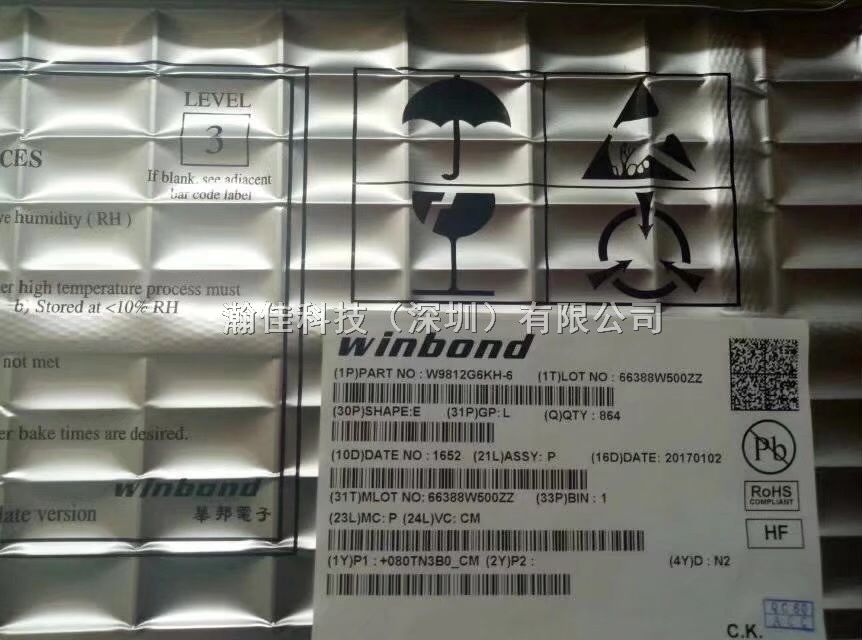 LEVEL
3
CES
If blank, see adjacent
bar code label
ve humidity ( RH )
er high temperature process must
b, Stored at <10% RH
瀚佳科技（深圳）有限公司
not met
er bake times are desired.
winbond
late version 華邦電子
winbond
(1P)PART NO : W9812G6KH-6 (1T)LOT NO : 66388W500ZZ
(30P)SHAPE:E (31P)GP:L (Q)QTY : 864
(10D)DATE NO : 1652 (21L)ASSY: P (16D)DATE: 20170102
(31T)MLOT NO: 66388W500ZZ (33P)BIN : 1
(23L)MC: P (24L)VC: CM
(1Y)P1 : +080TN3B0_CM (2Y)P2 : (4Y)D : N2
Pb
RoHS
COMPLIANT
HF
C.K.